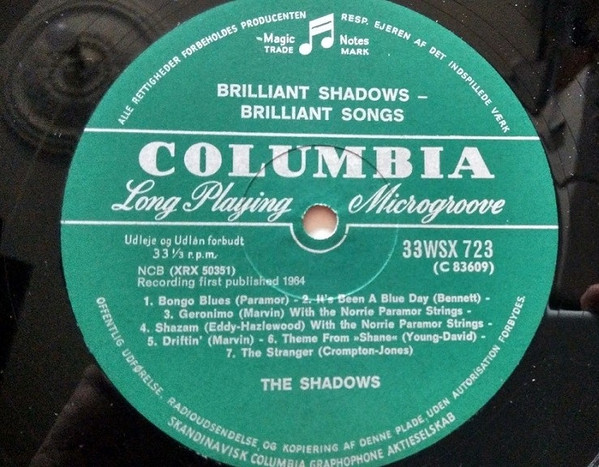 ALLE RETTIGHEDER FORBEHOLDES PRODUCENTEN
RESP. EJEREN AF DET INDSPILLEDE VÆRK
Magic Notes
TRADE MARK
BRILLIANT SHADOWS –
BRILLIANT SONGS
COLUMBIA
Long Playing Microgroove
Udleje og Udlån forbudt
33 1/3 r.p.m.
33WSX 723
(C 83609)
NCB (XRX 50351)
Recording first published 1964
1. Bongo Blues (Paramor) - 2. It's Been A Blue Day (Bennett) -
3. Geronimo (Marvin) With the Norrie Paramor Strings -
4. Shazam (Eddy-Hazlewood) With the Norrie Paramor Strings -
5. Driftin' (Marvin) - 6. Theme From »Shane« (Young-David) -
7. The Stranger (Crompton-Jones)
THE SHADOWS
OFFENTLIG UDFØRELSE, RADIOUDSENDELSE OG KOPIERING AF DENNE PLADE UDEN AUTORISATION FORBYDES.
SKANDINAVISK COLUMBIA GRAPHOPHONE AKTIESELSKAB